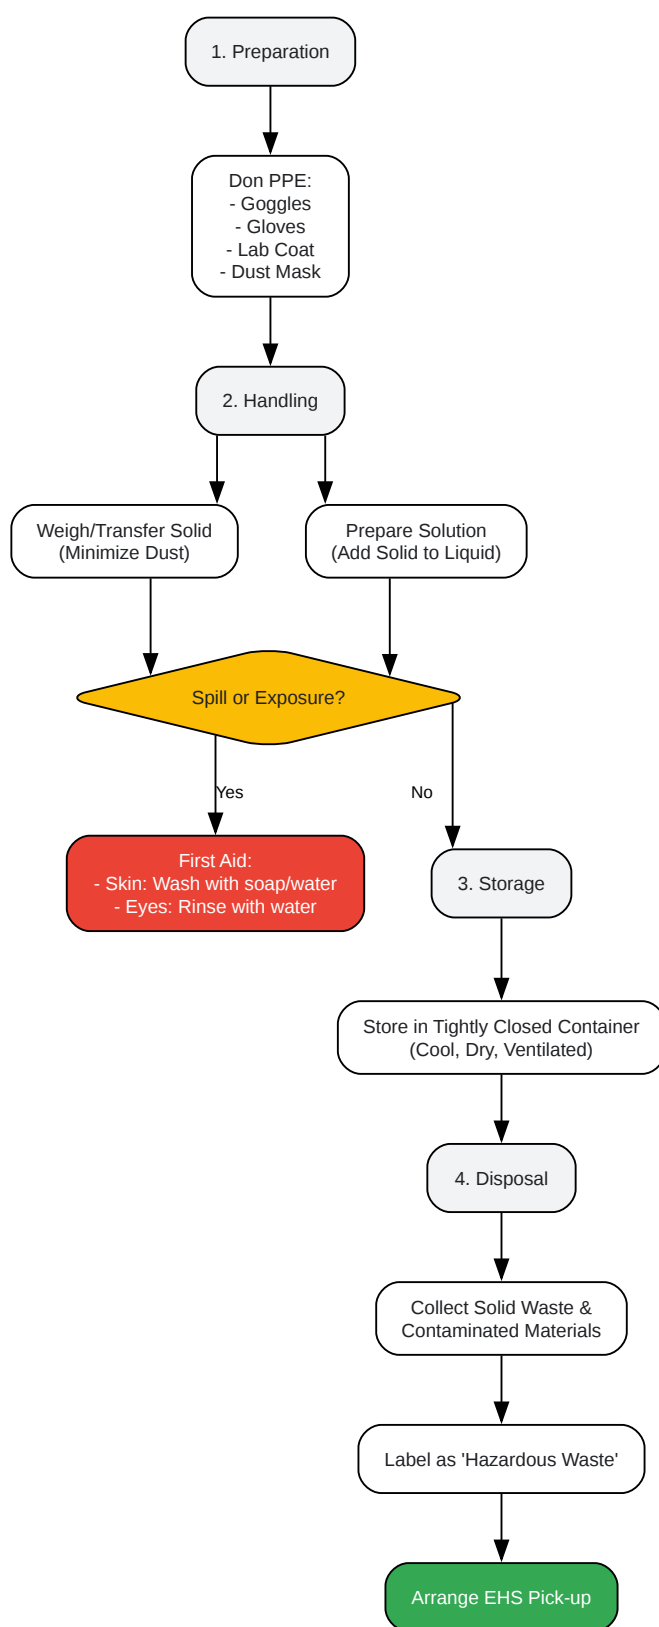 1. Preparation
Don PPE:
- Goggles
- Gloves
- Lab Coat
- Dust Mask
2. Handling
Weigh/Transfer Solid
(Minimize Dust)
Prepare Solution
(Add Solid to Liquid)
Spill or Exposure?
Yes
No
First Aid:
- Skin: Wash with soap/water
- Eyes: Rinse with water
3. Storage
Store in Tightly Closed Container
(Cool, Dry, Ventilated)
4. Disposal
Collect Solid Waste &
Contaminated Materials
Label as 'Hazardous Waste'
Arrange EHS Pick-up